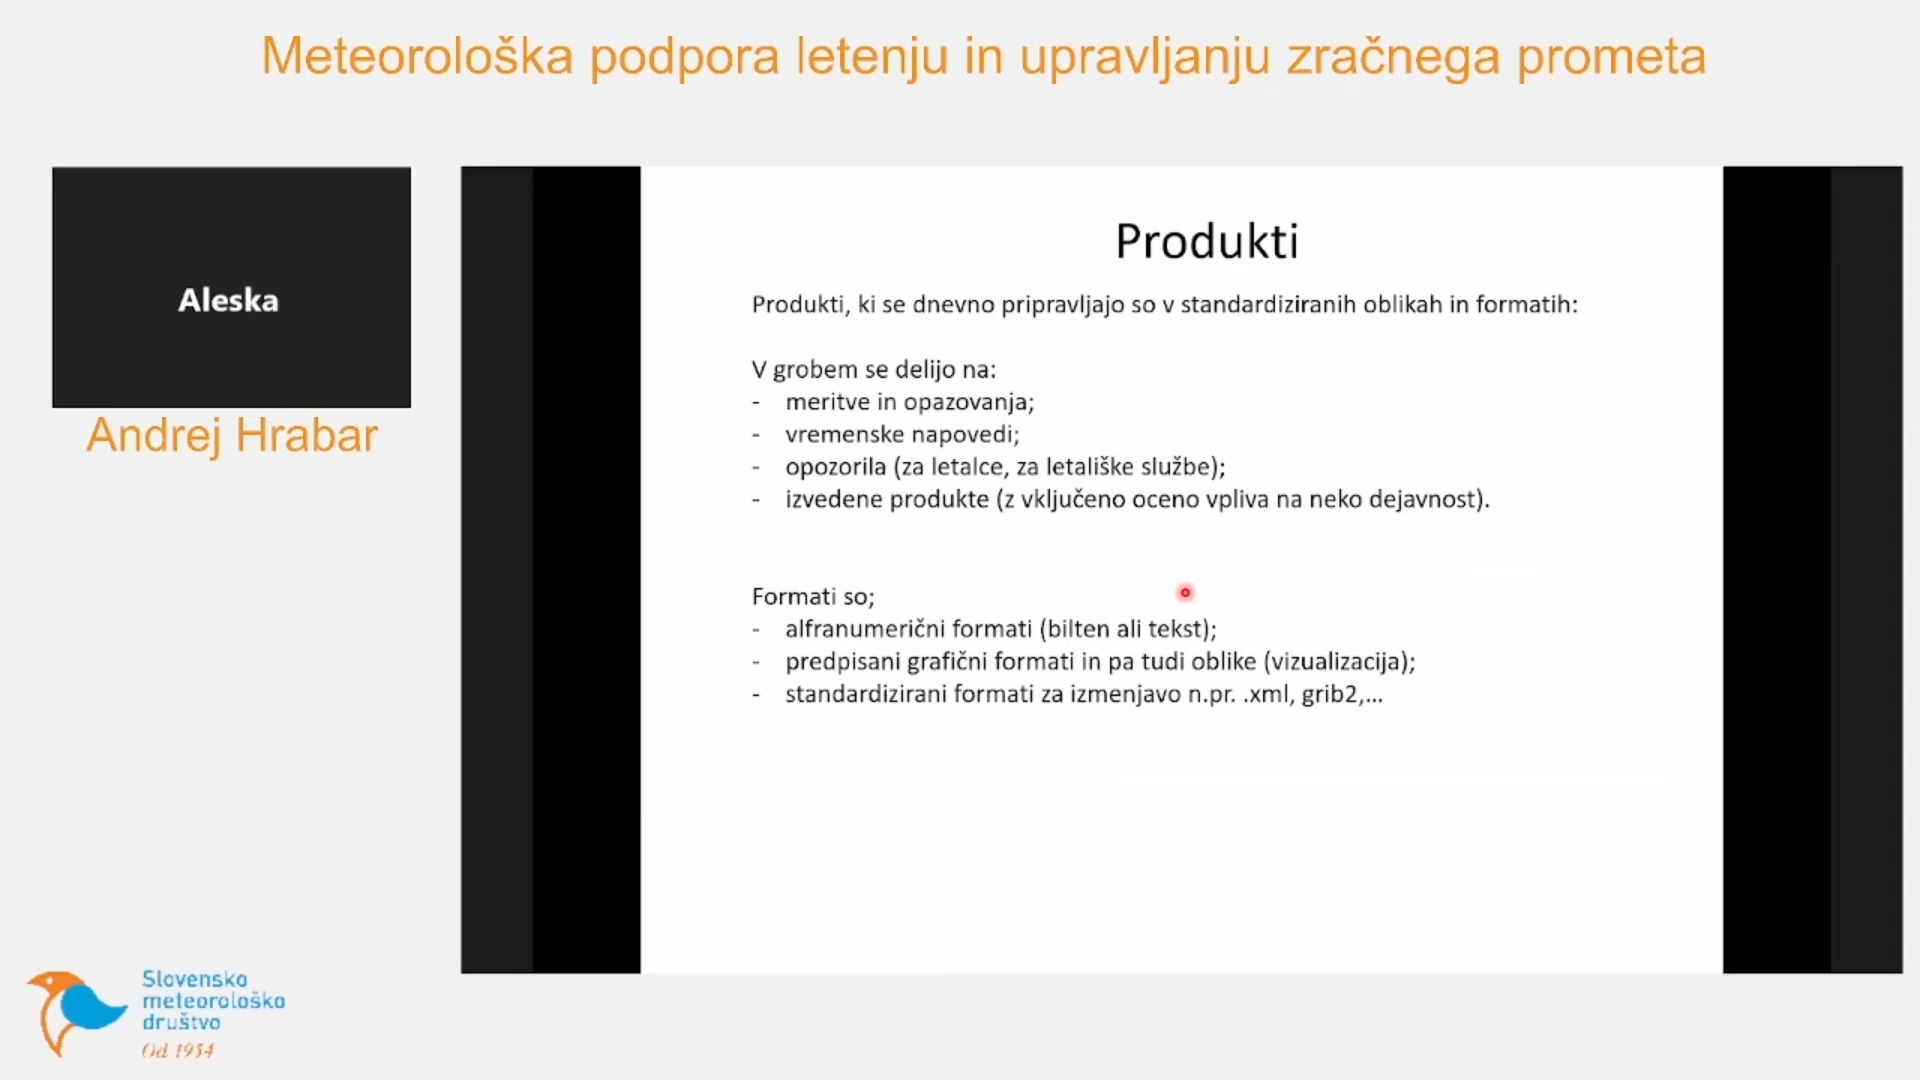 Meteorološka podpora letenju in upravljanju zračnega prometa
Aleska
Andrej Hrabar
Produkti
Produkti, ki se dnevno pripravljajo so v standardiziranih oblikah in formatih:
V grobem se delijo na:
- meritve in opazovanja;
- vremenske napovedi;
- opozorila (za letalce, za letališke službe);
- izvedene produkte (z vključeno oceno vpliva na neko dejavnost).
Formati so;
- alfranumerični formati (bilten ali tekst);
- predpisani grafični formati in pa tudi oblike (vizualizacija);
- standardizirani formati za izmenjavo n.pr. .xml, grib2,...
Slovensko
meteorološko
društvo
Od 1954